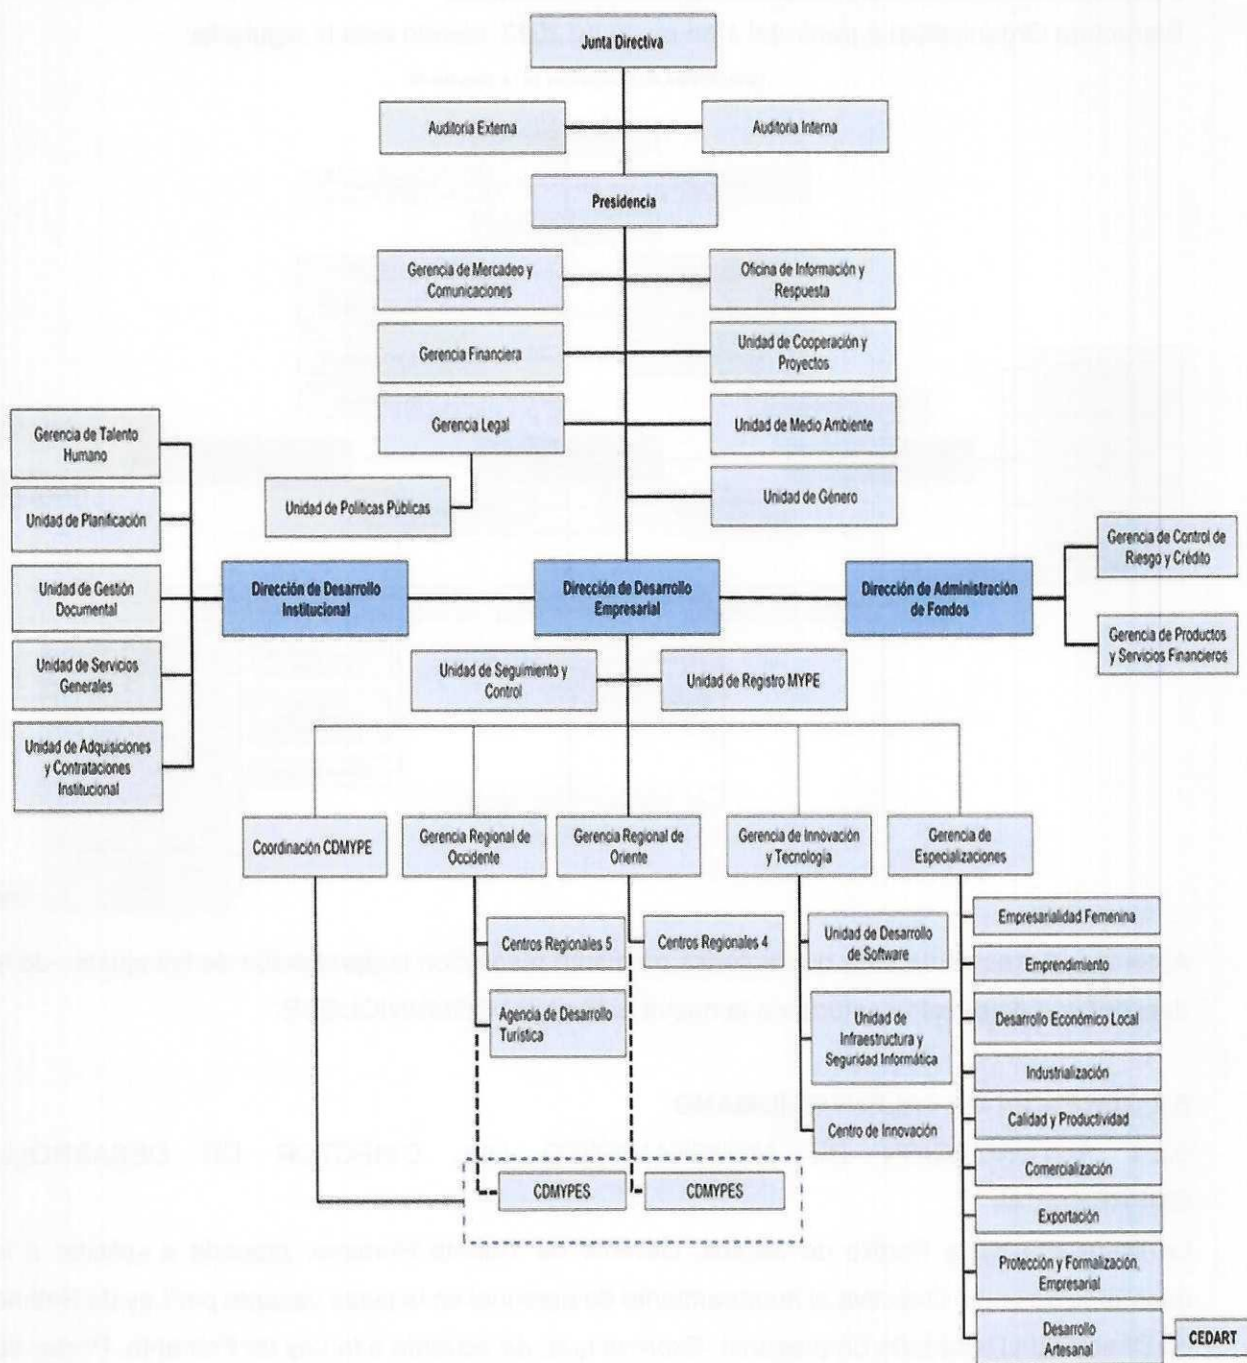 Junta Directiva
Auditoria Externa
Auditoria Interna
Presidencia
Gerencia de Mercadeo y
Comunicaciones
Oficina de Información y
Respuesta
Gerencia Financiera
Unidad de Cooperación y
Proyectos
Gerencia Legal
Unidad de Medio Ambiente
Unidad de Políticas Públicas
Unidad de Género
Gerencia de Talento
Humano
Unidad de Planificación
Unidad de Gestión
Documental
Unidad de Servicios
Generales
Unidad de Adquisiciones
y Contrataciones
Institucional
Dirección de Desarrollo
Institucional
Dirección de Desarrollo
Empresarial
Dirección de Administración
de Fondos
Gerencia de Control de
Riesgo y Crédito
Gerencia de Productos
y Servicios Financieros
Unidad de Seguimiento y
Control
Unidad de Registro MYPE
Coordinación CDMYPE
Gerencia Regional de
Occidente
Gerencia Regional de
Oriente
Gerencia de Innovación
y Tecnología
Gerencia de
Especializaciones
Centros Regionales 5
Agencia de Desarrollo
Turística
CDMYPES
Centros Regionales 4
CDMYPES
Unidad de Desarrollo
de Software
Unidad de
Infraestructura y
Seguridad Informática
Centro de Innovación
Empresarialidad Femenina
Emprendimiento
Desarrollo Económico Local
Industrialización
Calidad y Productividad
Comercialización
Exportación
Protección y Formalización,
Empresarial
Desarrollo
Artesanal
CEDART